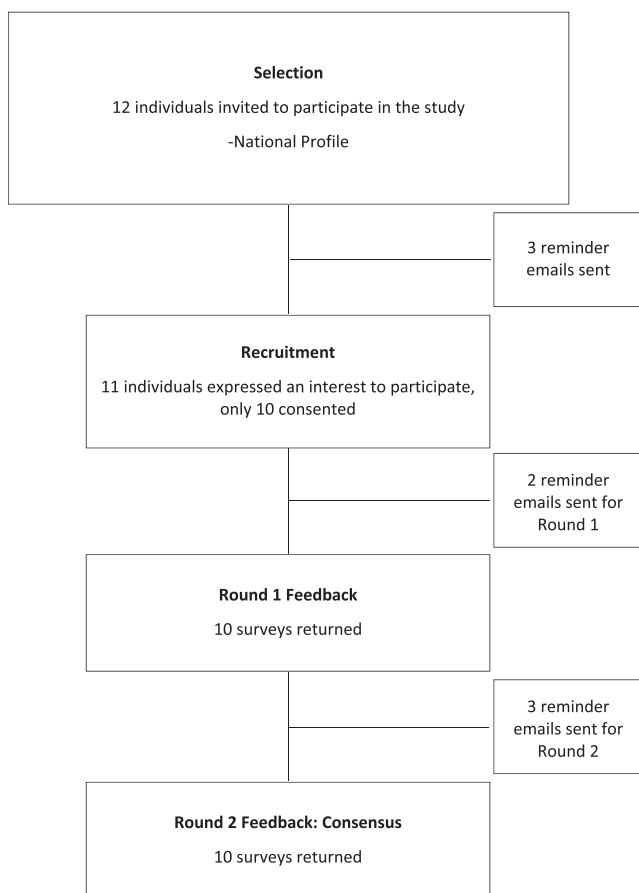 Selection
12 individuals invited to participate in the study
-National Profile
3 reminder
emails sent
Recruitment
11 individuals expressed an interest to participate,
only 10 consented
2 reminder
emails sent for
Round 1
Round 1 Feedback
10 surveys returned
3 reminder
emails sent for
Round 2
Round 2 Feedback: Consensus
10 surveys returned